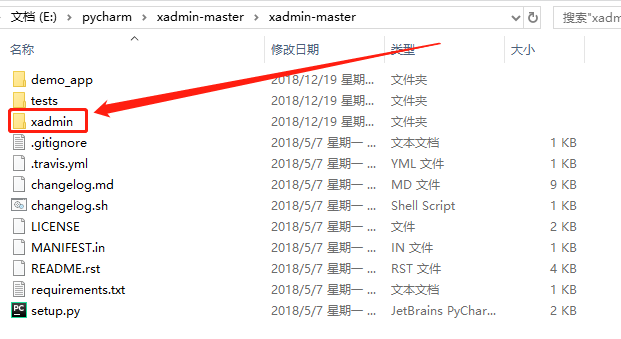 文档 (E:) › pycharm › xadmin-master › xadmin-master 搜索"xadm
名称 修改日期 类型 大小
demo_app 2018/12/19 星期... 文件夹
tests 2018/12/19 星期... 文件夹
xadmin 2018/12/19 星期... 文件夹
.gitignore 2018/5/7 星期一 ... 文本文档 1 KB
.travis.yml 2018/5/7 星期一 ... YML 文件 1 KB
changelog.md 2018/5/7 星期一 ... MD 文件 9 KB
changelog.sh 2018/5/7 星期一 ... Shell Script 1 KB
LICENSE 2018/5/7 星期一 ... 文件 2 KB
MANIFEST.in 2018/5/7 星期一 ... IN 文件 1 KB
README.rst 2018/5/7 星期一 ... RST 文件 4 KB
requirements.txt 2018/5/7 星期一 ... 文本文档 1 KB
PC setup.py 2018/5/7 星期一 ... JetBrains PyChar... 2 KB